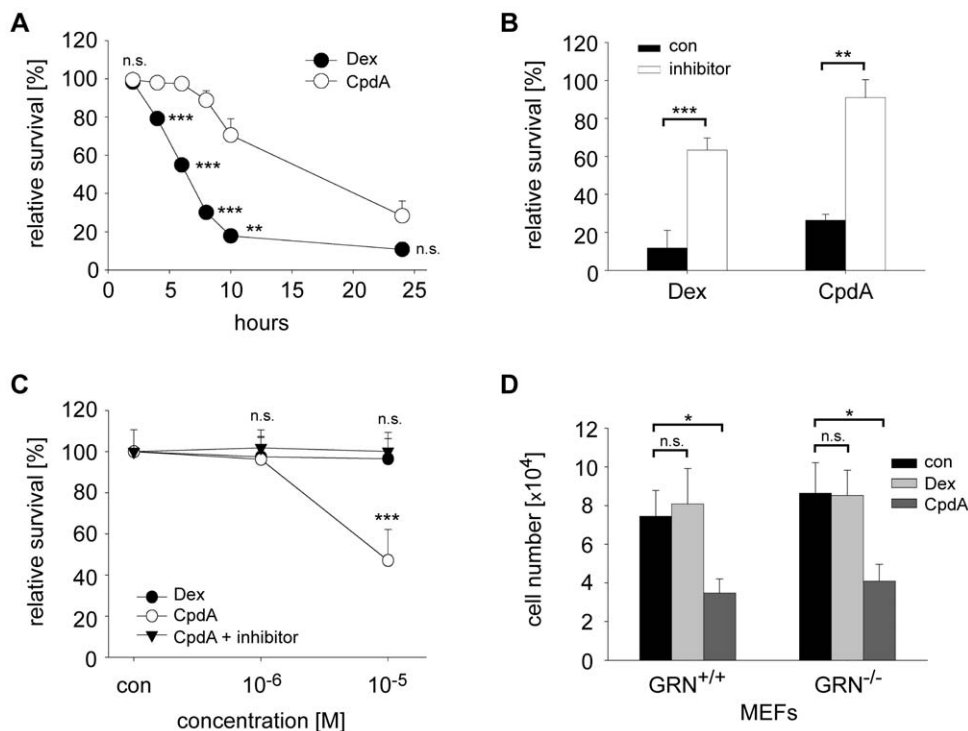 A
relative survival [%]
120
100
80
60
40
20
0
n.s.
***
***
***
**
n.s.
Dex
CpdA
0 5 10 15 20 25
hours
B
relative survival [%]
120
100
80
60
40
20
0
con
inhibitor
***
**
Dex CpdA
C
relative survival [%]
120
100
80
60
40
20
0
n.s. n.s.
***
Dex
CpdA
CpdA + inhibitor
con 10⁻⁶ 10⁻⁵
concentration [M]
D
cell number [x10⁴]
12
10
8
6
4
2
0
* *
n.s. n.s.
con
Dex
CpdA
GRN⁺/⁺ GRN⁻/⁻
MEFs